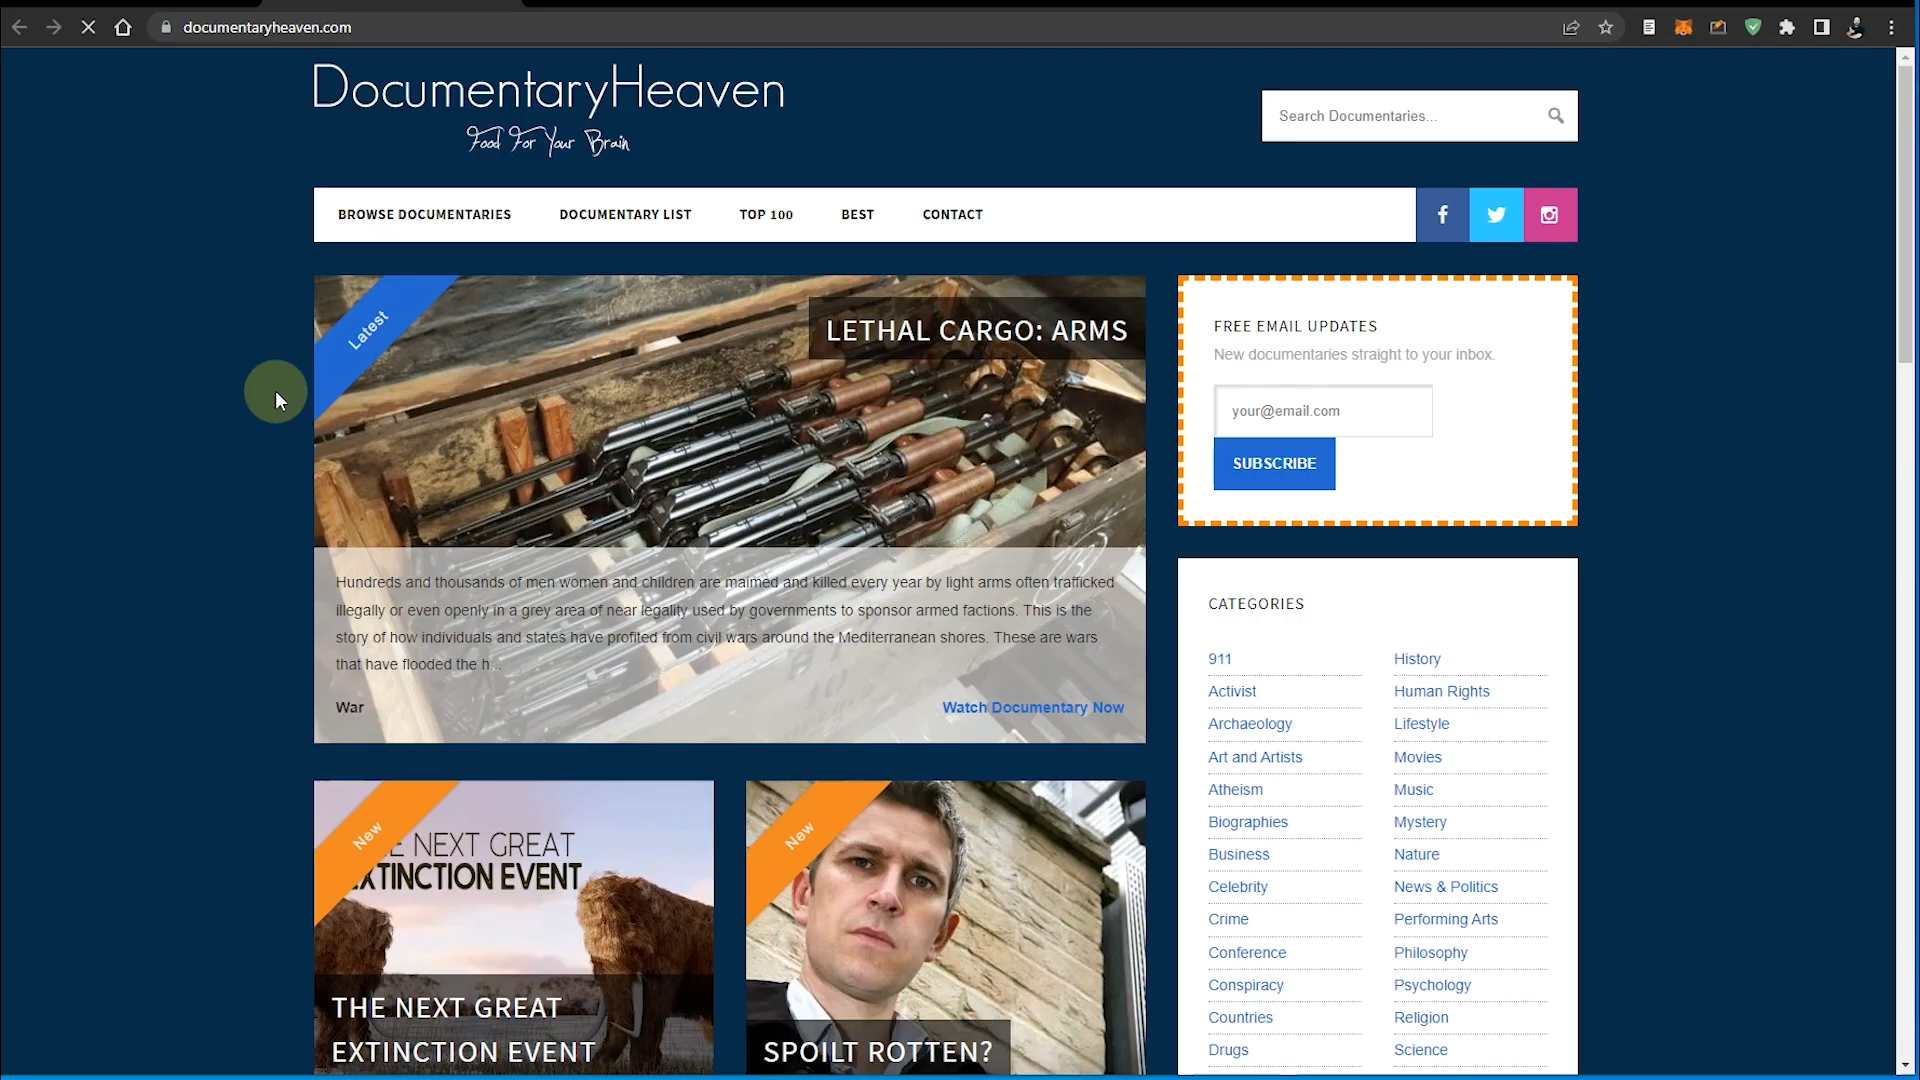 documentaryheaven.com
DocumentaryHeaven
Food For Your Brain
Search Documentaries...
BROWSE DOCUMENTARIES
DOCUMENTARY LIST
TOP 100
BEST
CONTACT
Latest
LETHAL CARGO: ARMS
Hundreds and thousands of men women and children are maimed and killed every year by light arms often trafficked
illegally or even openly in a grey area of near legality used by governments to sponsor armed factions. This is the
story of how individuals and states have profited from civil wars around the Mediterranean shores. These are wars
that have flooded the h...
War
Watch Documentary Now
New
THE NEXT GREAT
EXTINCTION EVENT
THE NEXT GREAT
EXTINCTION EVENT
New
SPOILT ROTTEN?
FREE EMAIL UPDATES
New documentaries straight to your inbox.
your@email.com
SUBSCRIBE
CATEGORIES
911
Activist
Archaeology
Art and Artists
Atheism
Biographies
Business
Celebrity
Crime
Conference
Conspiracy
Countries
Drugs
History
Human Rights
Lifestyle
Movies
Music
Mystery
Nature
News & Politics
Performing Arts
Philosophy
Psychology
Religion
Science